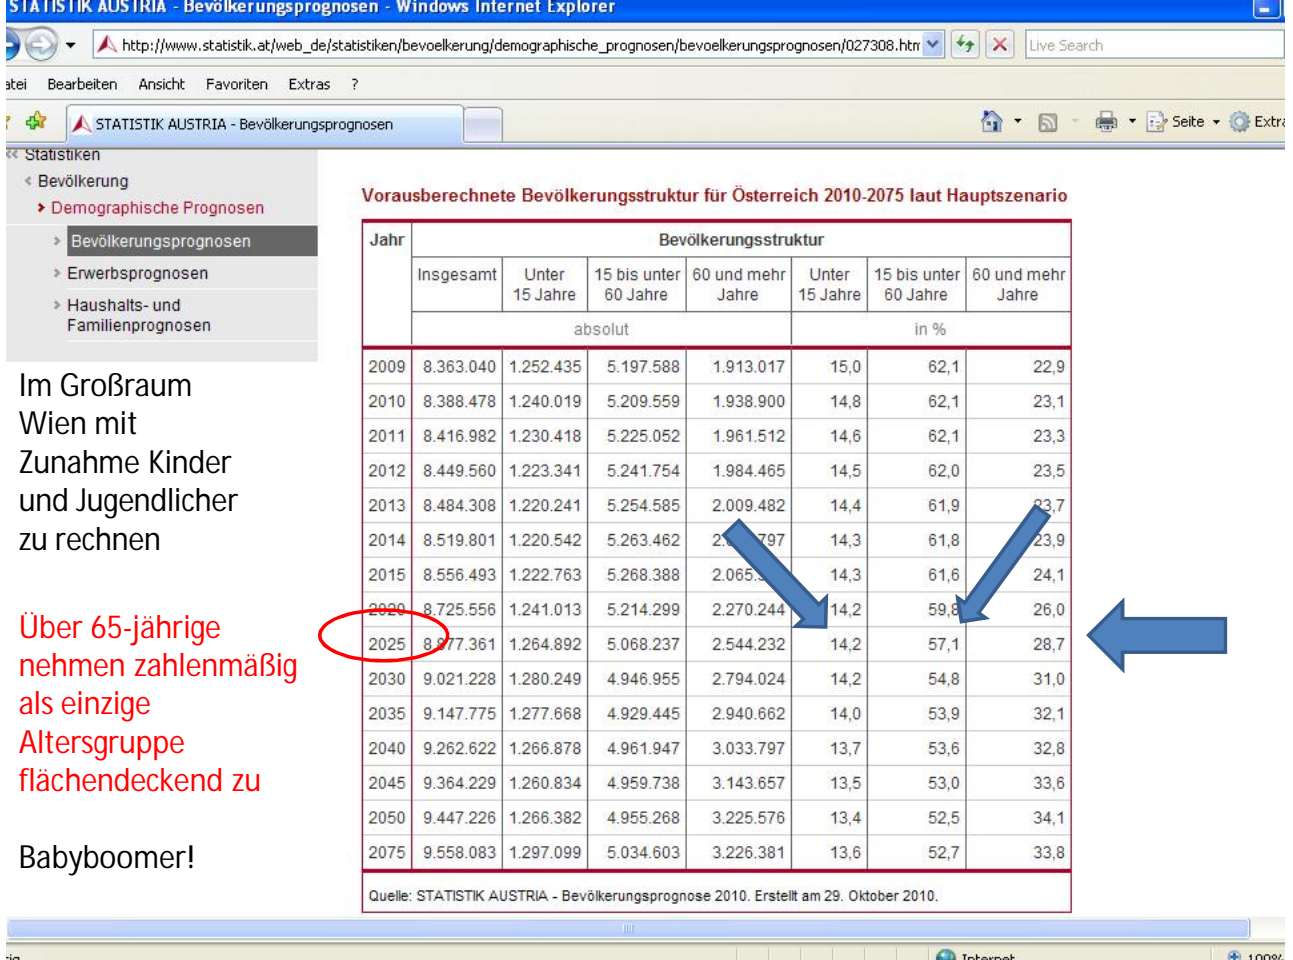 STATISTIK AUSTRIA - Bevölkerungsprognosen - Windows Internet Explorer
http://www.statistik.at/web_de/statistiken/bevoelkerung/demographische_prognosen/bevoelkerungsprognosen/027308.htm
Live Search
Bearbeiten Ansicht Favoriten Extras ?
STATISTIK AUSTRIA - Bevölkerungsprognosen
Seite
Statistiken
Bevölkerung
Demographische Prognosen
Bevölkerungsprognosen
Erwerbsprognosen
Haushalts- und
Familienprognosen
Im Großraum
Wien mit
Zunahme Kinder
und Jugendlicher
zu rechnen
Über 65-jährige
nehmen zahlenmäßig
als einzige
Altersgruppe
flächendeckend zu
Babyboomer!
Vorausberechnete Bevölkerungsstruktur für Österreich 2010-2075 laut Hauptszenario
Jahr Bevölkerungsstruktur
Insgesamt Unter 15 bis unter 60 und mehr Unter 15 bis unter 60 und mehr
15 Jahre 60 Jahre Jahre 15 Jahre 60 Jahre Jahre
absolut in %
2009 8.363.040 1.252.435 5.197.588 1.913.017 15,0 62,1 22,9
2010 8.388.478 1.240.019 5.209.559 1.938.900 14,8 62,1 23,1
2011 8.416.982 1.230.418 5.225.052 1.961.512 14,6 62,1 23,3
2012 8.449.560 1.223.341 5.241.754 1.984.465 14,5 62,0 23,5
2013 8.484.308 1.220.241 5.254.585 2.009.482 14,4 61,9 23,7
2014 8.519.801 1.220.542 5.263.462 14,3 61,8 23,9
2015 8.556.493 1.222.763 5.268.388 14,3 61,6 24,1
2020 8.725.556 1.241.013 5.214.299 2.270.244 14,2 59,8 26,0
2025 8.877.361 1.264.892 5.068.237 2.544.232 14,2 57,1 28,7
2030 9.021.228 1.280.249 4.946.955 2.794.024 14,2 54,8 31,0
2035 9.147.775 1.277.668 4.929.445 2.940.662 14,0 53,9 32,1
2040 9.262.622 1.266.878 4.961.947 3.033.797 13,7 53,6 32,8
2045 9.364.229 1.260.834 4.959.738 3.143.657 13,5 53,0 33,6
2050 9.447.226 1.266.382 4.955.268 3.225.576 13,4 52,5 34,1
2075 9.558.083 1.297.099 5.034.603 3.226.381 13,6 52,7 33,8
Quelle: STATISTIK AUSTRIA - Bevölkerungsprognose 2010. Erstellt am 29. Oktober 2010.
Internet 100%